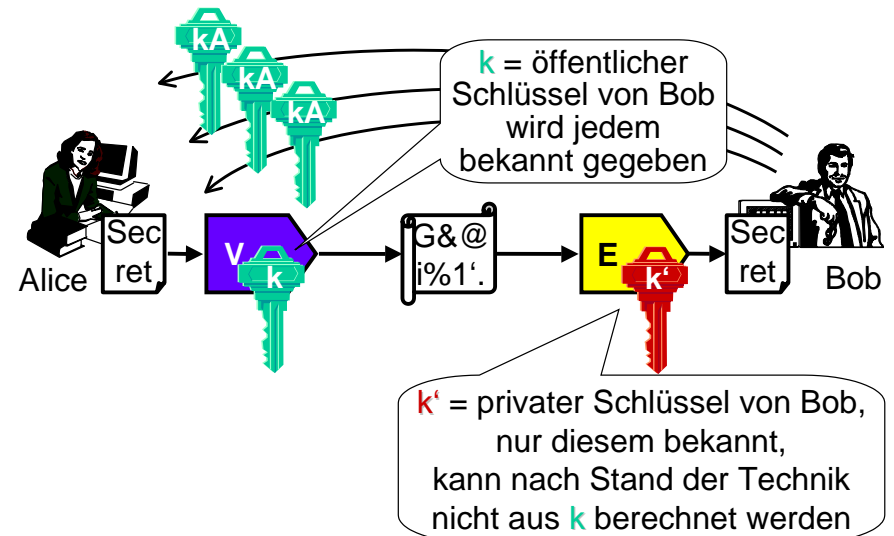 kA
kA
kA
k = öffentlicher
Schlüssel von Bob
wird jedem
bekannt gegeben
Alice
Sec
ret
V
k
G&@
i%1‘.
E
k‘
Sec
ret
Bob
k‘ = privater Schlüssel von Bob,
nur diesem bekannt,
kann nach Stand der Technik
nicht aus k berechnet werden